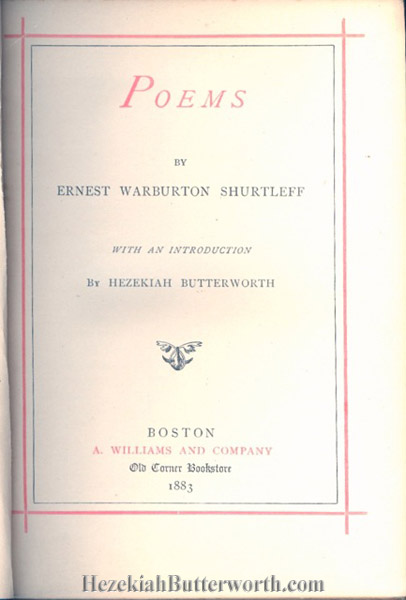 POEMS
BY
ERNEST WARBURTON SHURTLEFF
WITH AN INTRODUCTION
BY HEZEKIAH BUTTERWORTH
BOSTON
A. WILLIAMS AND COMPANY
Old Corner Bookstore
1883
HezekiahButterworth.com